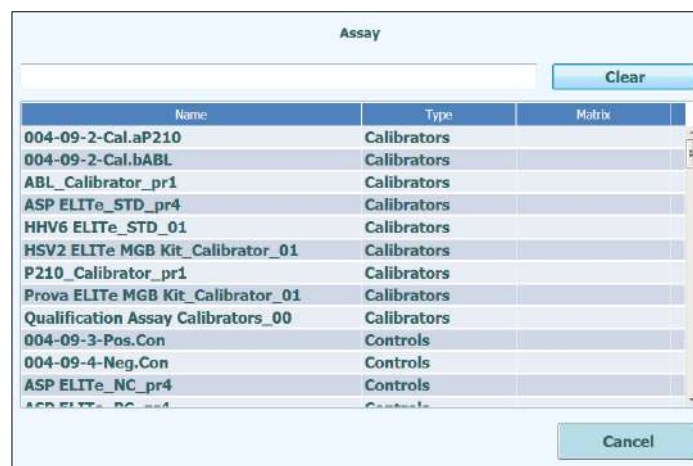 Assay
Clear
Name Type Matrix
004-09-2-Cal.aP210 Calibrators
004-09-2-Cal.bABL Calibrators
ABL_Calibrator_pr1 Calibrators
ASP ELITe_STD_pr4 Calibrators
HHV6 ELITe_STD_01 Calibrators
HSV2 ELITe MGB Kit_Calibrator_01 Calibrators
P210_Calibrator_pr1 Calibrators
Prova ELITe MGB Kit_Calibrator_01 Calibrators
Qualification Assay Calibrators_00 Calibrators
004-09-3-Pos.Con Controls
004-09-4-Neg.Con Controls
ASP ELITe_NC_pr4 Controls
Cancel